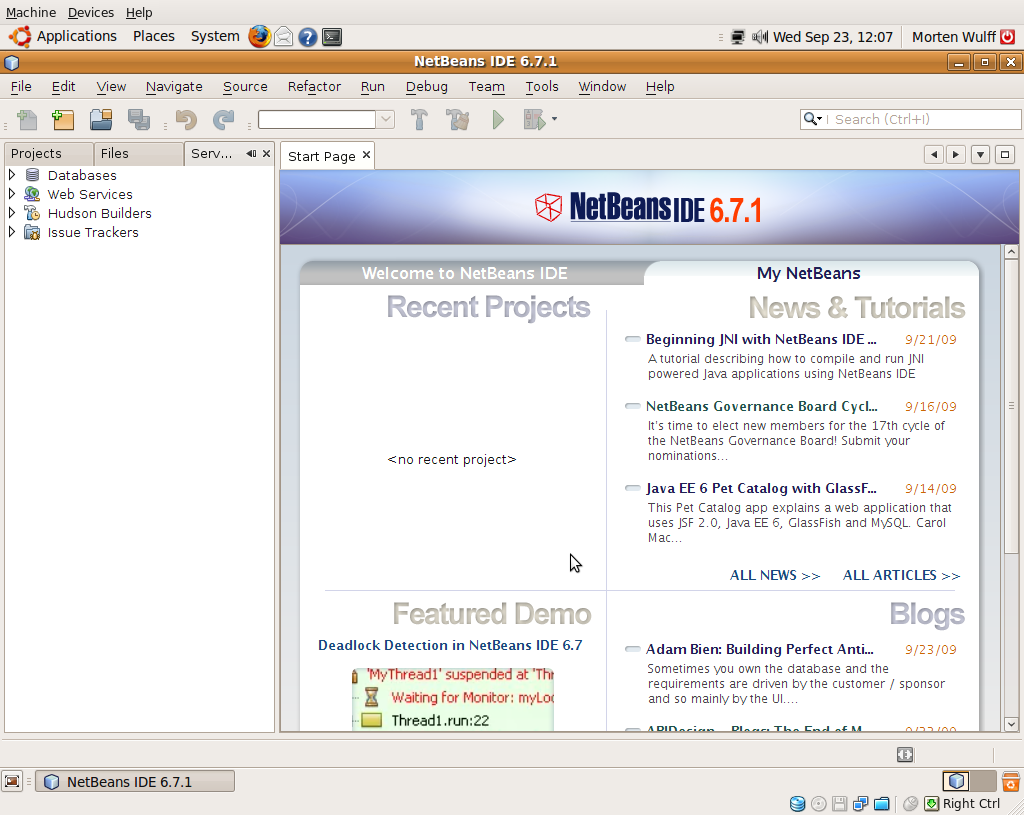 Machine Devices Help
Applications Places System Wed Sep 23, 12:07 Morten Wulff
NetBeans IDE 6.7.1
File Edit View Navigate Source Refactor Run Debug Team Tools Window Help
Search (Ctrl+I)
Projects Files Serv... Start Page
Databases
Web Services
Hudson Builders
Issue Trackers
NetBeans IDE 6.7.1
Welcome to NetBeans IDE My NetBeans
Recent Projects
<no recent project>
News & Tutorials
Beginning JNI with NetBeans IDE ... 9/21/09
A tutorial describing how to compile and run JNI
powered Java applications using NetBeans IDE
NetBeans Governance Board Cycl... 9/16/09
It's time to elect new members for the 17th cycle of
the NetBeans Governance Board! Submit your
nominations...
Java EE 6 Pet Catalog with GlassF... 9/14/09
This Pet Catalog app explains a web application that
uses JSF 2.0, Java EE 6, GlassFish and MySQL. Carol
Mac...
ALL NEWS >> ALL ARTICLES >>
Featured Demo
Deadlock Detection in NetBeans IDE 6.7
'MyThread1' suspended at 'Thr
Waiting for Monitor: myLoc
Thread1.run:22
Blogs
Adam Bien: Building Perfect Anti... 9/23/09
Sometimes you own the database and the
requirements are driven by the customer / sponsor
and so mainly by the UI....
NetBeans IDE 6.7.1
Right Ctrl